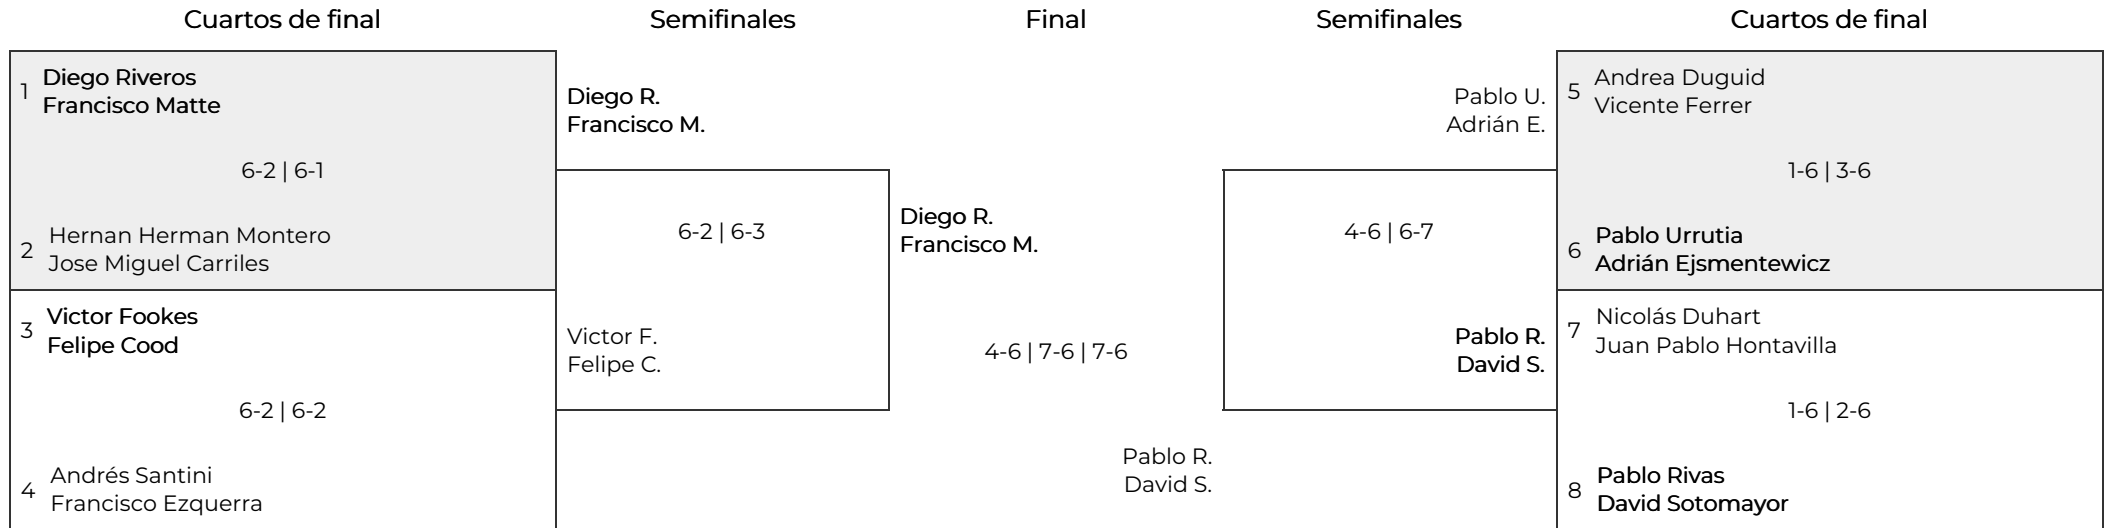 Cuartos de final
Semifinales
Final
Semifinales
Cuartos de final
1
Diego Riveros
Francisco Matte
6-2 | 6-1
2
Hernan Herman Montero
Jose Miguel Carriles
3
Victor Fookes
Felipe Cood
6-2 | 6-2
4
Andrés Santini
Francisco Ezquerra
Diego R.
Francisco M.
6-2 | 6-3
Victor F.
Felipe C.
Diego R.
Francisco M.
4-6 | 7-6 | 7-6
Pablo R.
David S.
Pablo U.
Adrián E.
4-6 | 6-7
Pablo R.
David S.
5
Andrea Duguid
Vicente Ferrer
1-6 | 3-6
6
Pablo Urrutia
Adrián Ejsmentewicz
7
Nicolás Duhart
Juan Pablo Hontavilla
1-6 | 2-6
8
Pablo Rivas
David Sotomayor